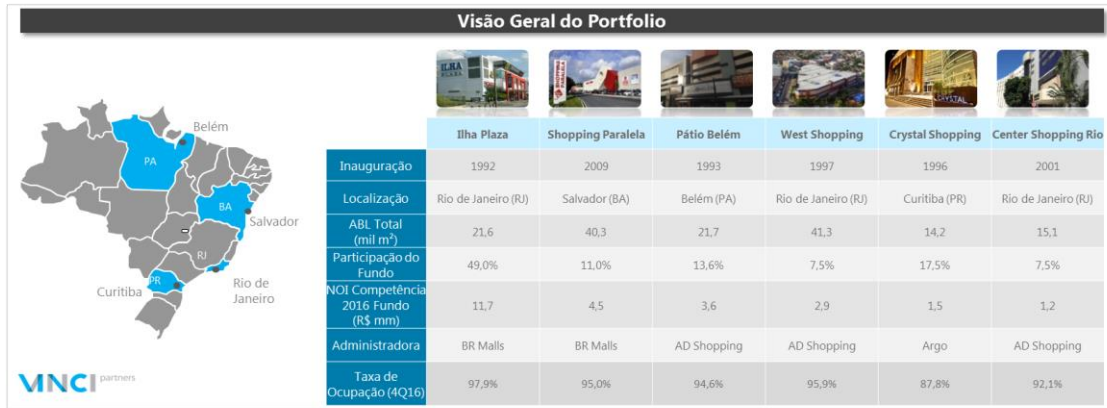 Visão Geral do Portfolio
Belém
PA
BA
Salvador
RJ
PR
Curitiba
Rio de
Janeiro
VINCI partners
ILHA
PLAZA
SHOPPING
PARALELA
CRYSTAL
Ilha Plaza Shopping Paralela Pátio Belém West Shopping Crystal Shopping Center Shopping Rio
Inauguração 1992 2009 1993 1997 1996 2001
Localização Rio de Janeiro (RJ) Salvador (BA) Belém (PA) Rio de Janeiro (RJ) Curitiba (PR) Rio de Janeiro (RJ)
ABL Total
(mil m²) 21,6 40,3 21,7 41,3 14,2 15,1
Participação do
Fundo 49,0% 11,0% 13,6% 7,5% 17,5% 7,5%
NOI Competência
2016 Fundo
(R$ mm) 11,7 4,5 3,6 2,9 1,5 1,2
Administradora BR Malls BR Malls AD Shopping AD Shopping Argo AD Shopping
Taxa de
Ocupação (4Q16) 97,9% 95,0% 94,6% 95,9% 87,8% 92,1%